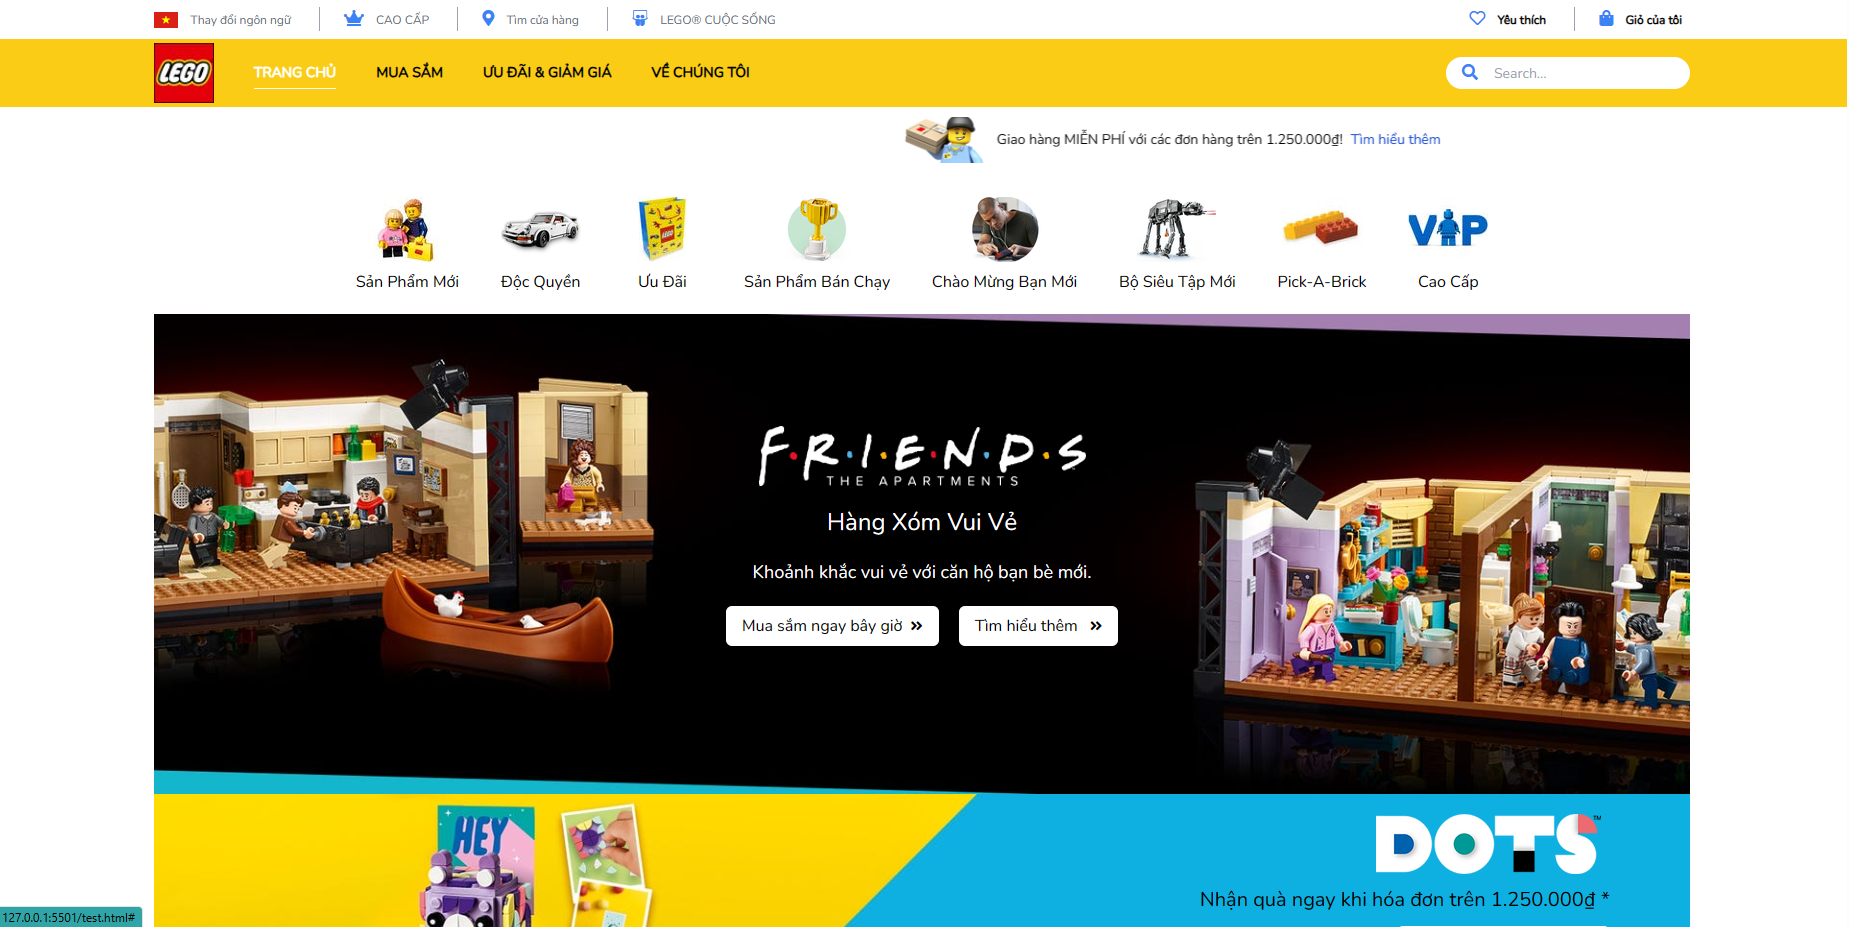 Thay đổi ngôn ngữ
CAO CẤP
Tìm cửa hàng
LEGO® CUỘC SỐNG
Yêu thích
Giỏ của tôi
LEGO
TRANG CHỦ
MUA SẮM
ƯU ĐÃI & GIẢM GIÁ
VỀ CHÚNG TÔI
Search...
Giao hàng MIỄN PHÍ với các đơn hàng trên 1.250.000₫! Tìm hiểu thêm
LEGO
VIP
Sản Phẩm Mới
Độc Quyền
Ưu Đãi
Sản Phẩm Bán Chạy
Chào Mừng Bạn Mới
Bộ Siêu Tập Mới
Pick-A-Brick
Cao Cấp
F·R·I·E·N·D·S
THE APARTMENTS
Hàng Xóm Vui Vẻ
Khoảnh khắc vui vẻ với căn hộ bạn bè mới.
Mua sắm ngay bây giờ »
Tìm hiểu thêm »
HEY
DOTS™
Nhận quà ngay khi hóa đơn trên 1.250.000₫ *
127.0.0.1:5501/test.html#